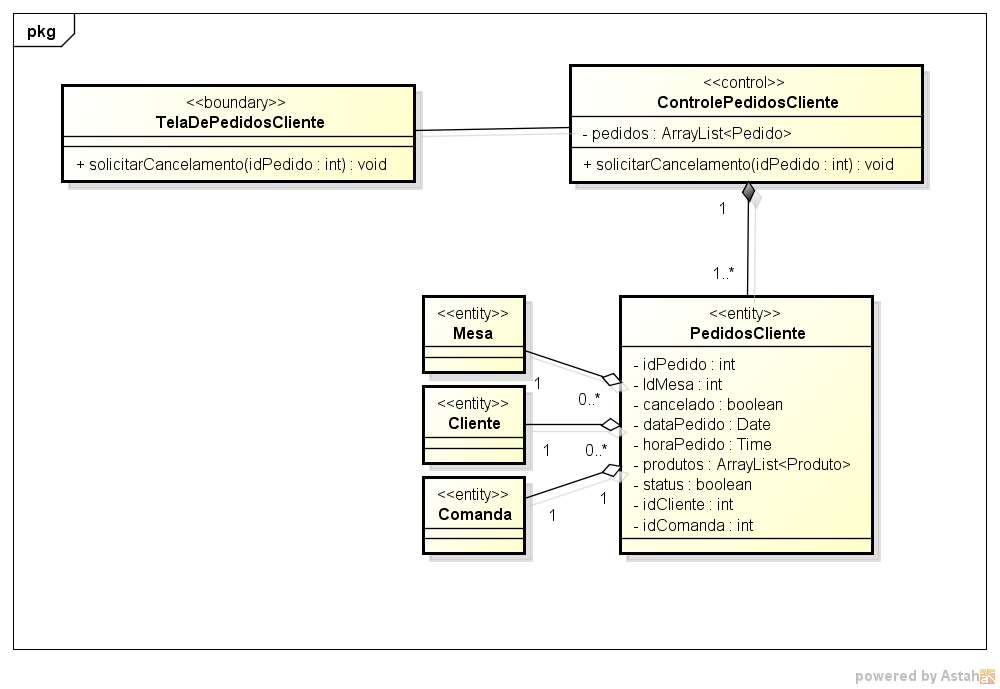 pkg
<<boundary>>
TelaDePedidosCliente
+ solicitarCancelamento(idPedido : int) : void
<<control>>
ControlePedidosCliente
- pedidos : ArrayList<Pedido>
+ solicitarCancelamento(idPedido : int) : void
1
1..*
<<entity>>
Mesa
1
0..*
<<entity>>
Cliente
1
0..*
<<entity>>
Comanda
1
1
<<entity>>
PedidosCliente
- idPedido : int
- IdMesa : int
- cancelado : boolean
- dataPedido : Date
- horaPedido : Time
- produtos : ArrayList<Produto>
- status : boolean
- idCliente : int
- idComanda : int
powered by Astah